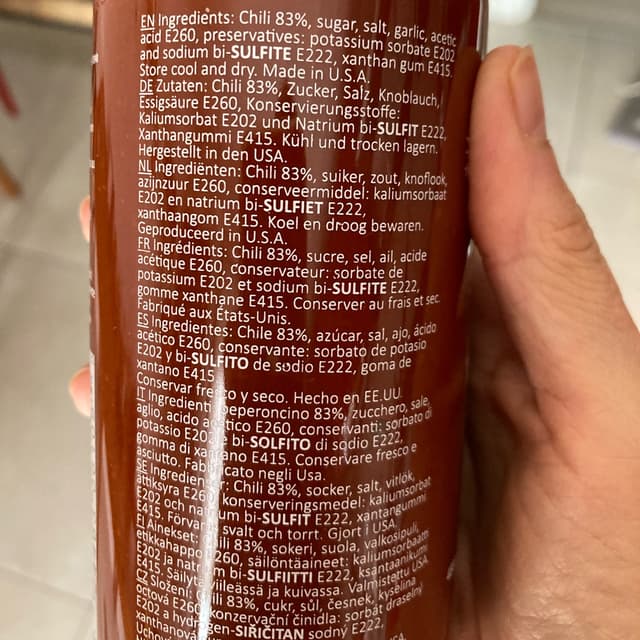 EN Ingredients: Chili 83%, sugar, salt, garlic, acetic
acid E260, preservatives: potassium sorbate E202
and sodium bi-SULFITE E222, xanthan gum E415.
Store cool and dry. Made in U.S.A.
DE Zutaten: Chili 83%, Zucker, Salz, Knoblauch,
Essigsäure E260, Konservierungsstoffe:
Kaliumsorbat E202 und Natrium bi-SULFIT E222,
Xanthangummi E415. Kühl und trocken lagern.
Hergestellt in den USA.
NL Ingrediënten: Chili 83%, suiker, zout, knoflook,
azijnzuur E260, conserveermiddel: kaliumsorbaat
E202 en natrium bi-SULFIET E222,
xanthaangom E415. Koel en droog bewaren.
Geproduceerd in U.S.A.
FR Ingrédients: Chili 83%, sucre, sel, ail, acide
acétique E260, conservateur: sorbate de
potassium E202 et sodium bi-SULFITE E222,
gomme xanthane E415. Conserver au frais et sec.
Fabriqué aux États-Unis.
ES Ingredientes: Chile 83%, azúcar, sal, ajo, ácido
acético E260, conservante: sorbato de potasio
E202 y bi-SULFITO de sodio E222, goma de
xantano E415.
Conservar fresco y seco. Hecho en EE.UU.
IT Ingredienti: peperoncino 83%, zucchero, sale,
aglio, acido acetico E260, conservanti: sorbato di
potassio E202 e bi-SOLFITO di sodio E222,
gomma di xantano E415. Conservare fresco e
asciutto. Fabbricato negli Usa.
SE Ingredienser: Chili 83%, socker, salt, vitlök,
ättiksyra E260, konserveringsmedel: kaliumsorbat
E202 och natrium bi-SULFIT E222, xantangummi
E415. Förvaras svalt och torrt. Gjort i USA.
FI Ainekset: Chili 83%, sokeri, suola, valkosipuli,
etikkahappo E260, säilöntäaineet: kaliumsorbaatti
E202 ja natrium bi-SULFIITTI E222, ksantaanikumi
E415. Säilytä viileässä ja kuivassa. Valmistettu USA.
CZ Složení: Chili 83%, cukr, sůl, česnek, kyselina
octová E260, konzervační činidla: sorbát draselný
E202 a hydrogen-SIŘIČITAN sodný E222,
xanthanová